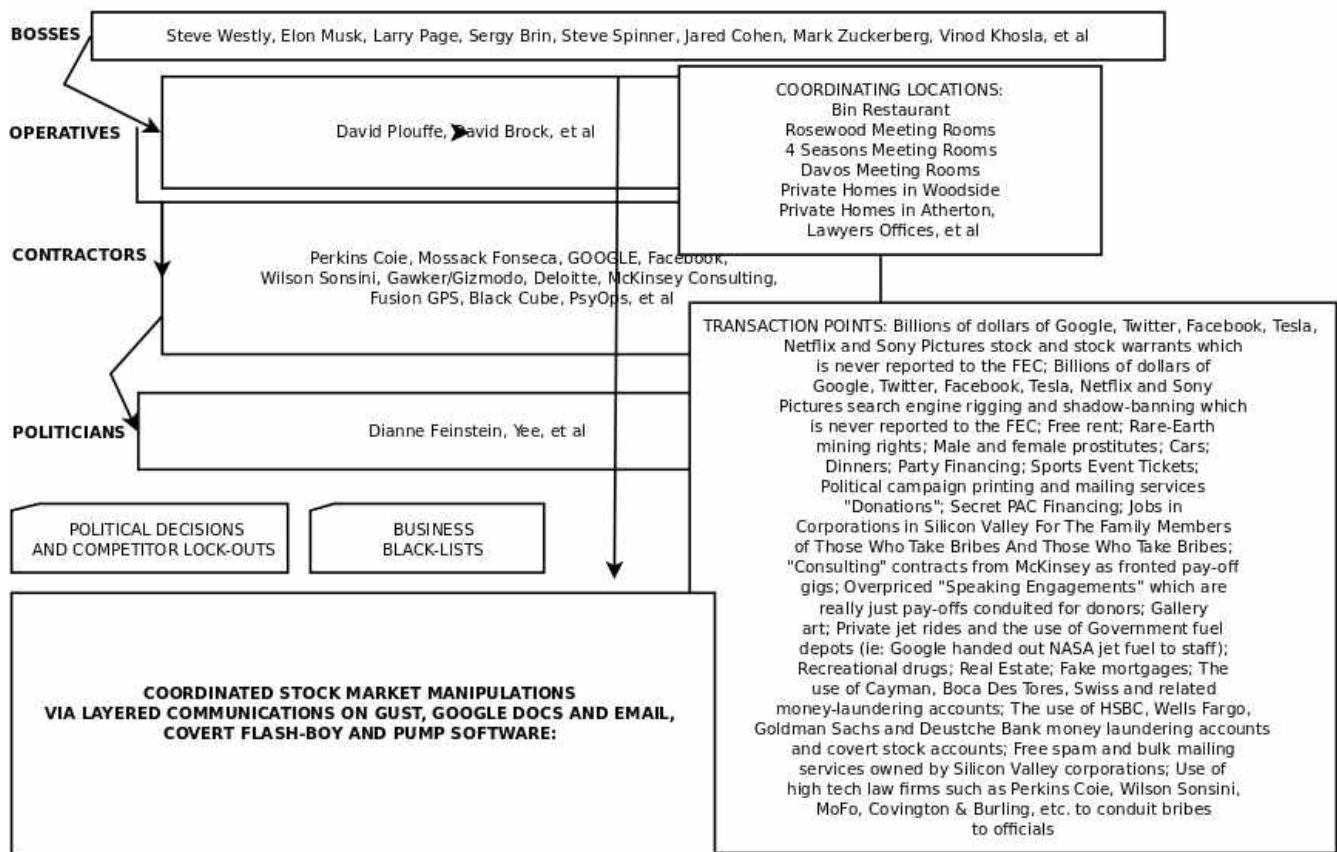 BOSSES
Steve Westly, Elon Musk, Larry Page, Sergy Brin, Steve Spinner, Jared Cohen, Mark Zuckerberg, Vinod Khosla, et al
OPERATIVES
David Plouffe, David Brock, et al
COORDINATING LOCATIONS:
Bin Restaurant
Rosewood Meeting Rooms
4 Seasons Meeting Rooms
Davos Meeting Rooms
Private Homes in Woodside
Private Homes in Atherton,
Lawyers Offices, et al
CONTRACTORS
Perkins Coie, Mossack Fonseca, GOOGLE, Facebook,
Wilson Sonsini, Gawker/Gizmodo, Deloitte, McKinsey Consulting,
Fusion GPS, Black Cube, PsyOps, et al
POLITICIANS
Dianne Feinstein, Yee, et al
TRANSACTION POINTS: Billions of dollars of Google, Twitter, Facebook, Tesla,
Netflix and Sony Pictures stock and stock warrants which
is never reported to the FEC; Billions of dollars of
Google, Twitter, Facebook, Tesla, Netflix and Sony
Pictures search engine rigging and shadow-banning which
is never reported to the FEC; Free rent; Rare-Earth
mining rights; Male and female prostitutes; Cars;
Dinners; Party Financing; Sports Event Tickets;
Political campaign printing and mailing services
"Donations"; Secret PAC Financing; Jobs in
Corporations in Silicon Valley For The Family Members
of Those Who Take Bribes And Those Who Take Bribes;
"Consulting" contracts from McKinsey as fronted pay-off
gigs; Overpriced "Speaking Engagements" which are
really just pay-offs conduited for donors; Gallery
art; Private jet rides and the use of Government fuel
depots (ie: Google handed out NASA jet fuel to staff);
Recreational drugs; Real Estate; Fake mortgages; The
use of Cayman, Boca Des Tores, Swiss and related
money-laundering accounts; The use of HSBC, Wells Fargo,
Goldman Sachs and Deustche Bank money laundering accounts
and covert stock accounts; Free spam and bulk mailing
services owned by Silicon Valley corporations; Use of
high tech law firms such as Perkins Coie, Wilson Sonsini,
MoFo, Covington & Burling, etc. to conduit bribes
to officials
POLITICAL DECISIONS
AND COMPETITOR LOCK-OUTS
BUSINESS
BLACK-LISTS
COORDINATED STOCK MARKET MANIPULATIONS
VIA LAYERED COMMUNICATIONS ON GUST, GOOGLE DOCS AND EMAIL,
COVERT FLASH-BOY AND PUMP SOFTWARE: